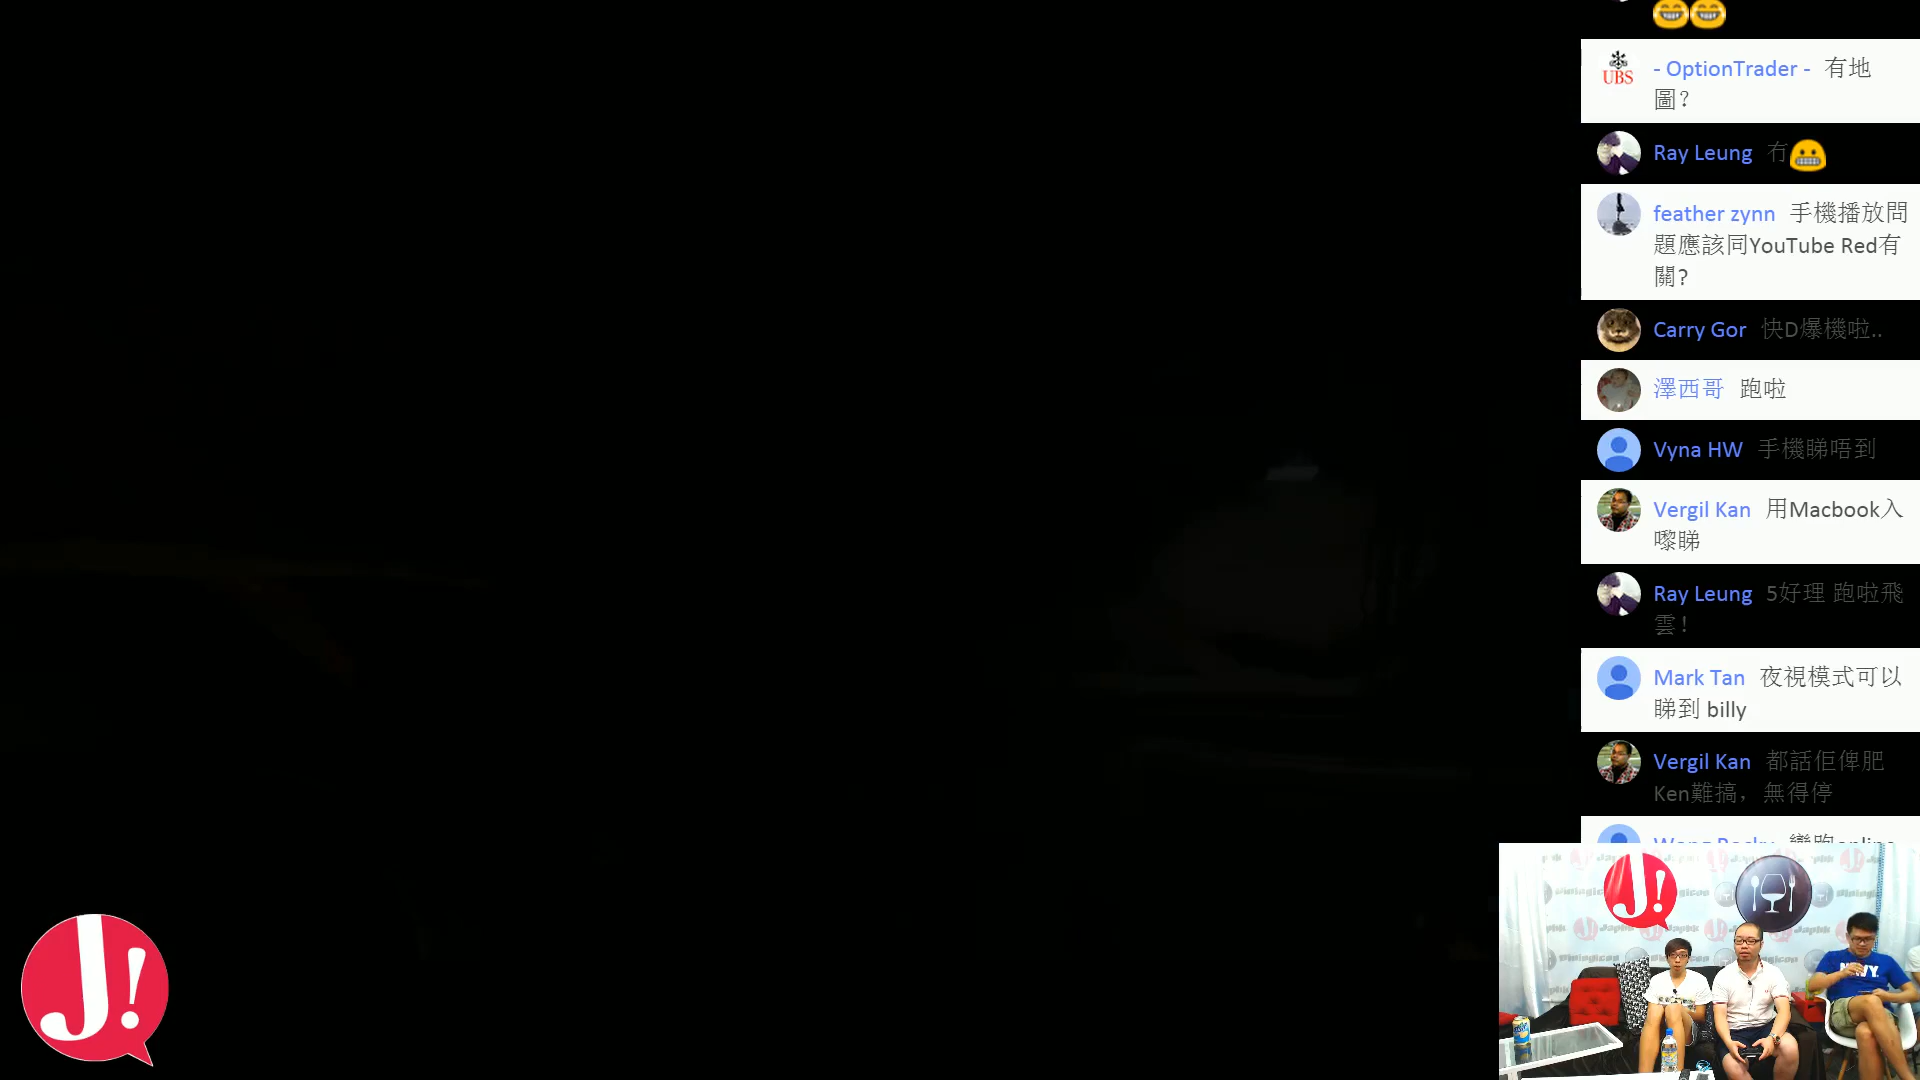 - OptionTrader - 有地
圖?
UBS
Ray Leung 冇
feather zynn 手機播放問
題應該同YouTube Red有
關?
Carry Gor 快D爆機啦..
澤西哥 跑啦
Vyna HW 手機睇唔到
Vergil Kan 用Macbook入
嚟睇
Ray Leung 5好理 跑啦飛
雲!
Mark Tan 夜視模式可以
睇到 billy
Vergil Kan 都話佢俾肥
Ken難搞，無得停
J!
J!
NAVY